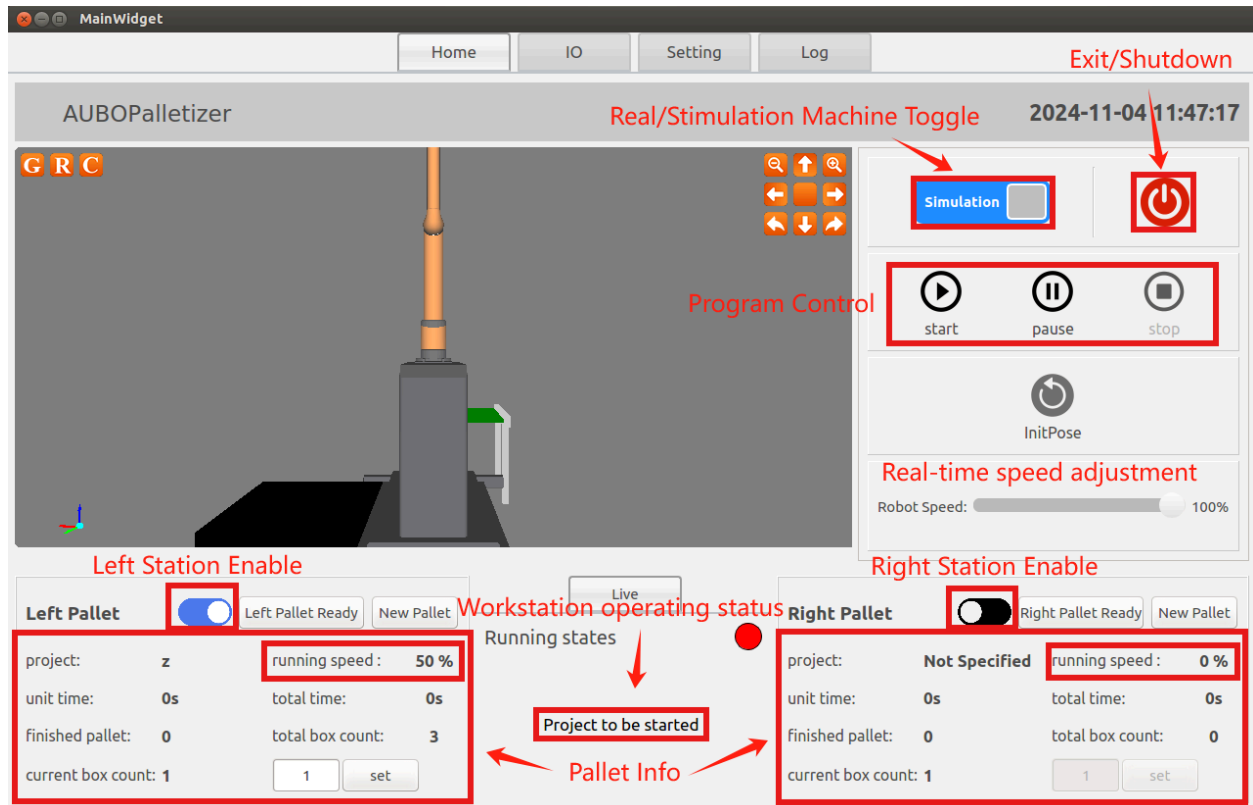 MainWidget
Home
IO
Setting
Log
Exit/Shutdown
AUBOPalletizer
Real/Stimulation Machine Toggle
2024-11-04 11:47:17
G R C
Simulation
Program Control
start
pause
stop
InitPose
Real-time speed adjustment
Robot Speed:
100%
Left Station Enable
Right Station Enable
Left Pallet
Left Pallet Ready
New Pallet
Live
Workstation operating status
Running states
Right Pallet
Right Pallet Ready
New Pallet
project: z
running speed : 50 %
unit time: 0s
total time: 0s
finished pallet: 0
total box count: 3
current box count: 1
1
set
Project to be started
Pallet Info
project: Not Specified
running speed : 0 %
unit time: 0s
total time: 0s
finished pallet: 0
total box count: 0
current box count: 1
1
set